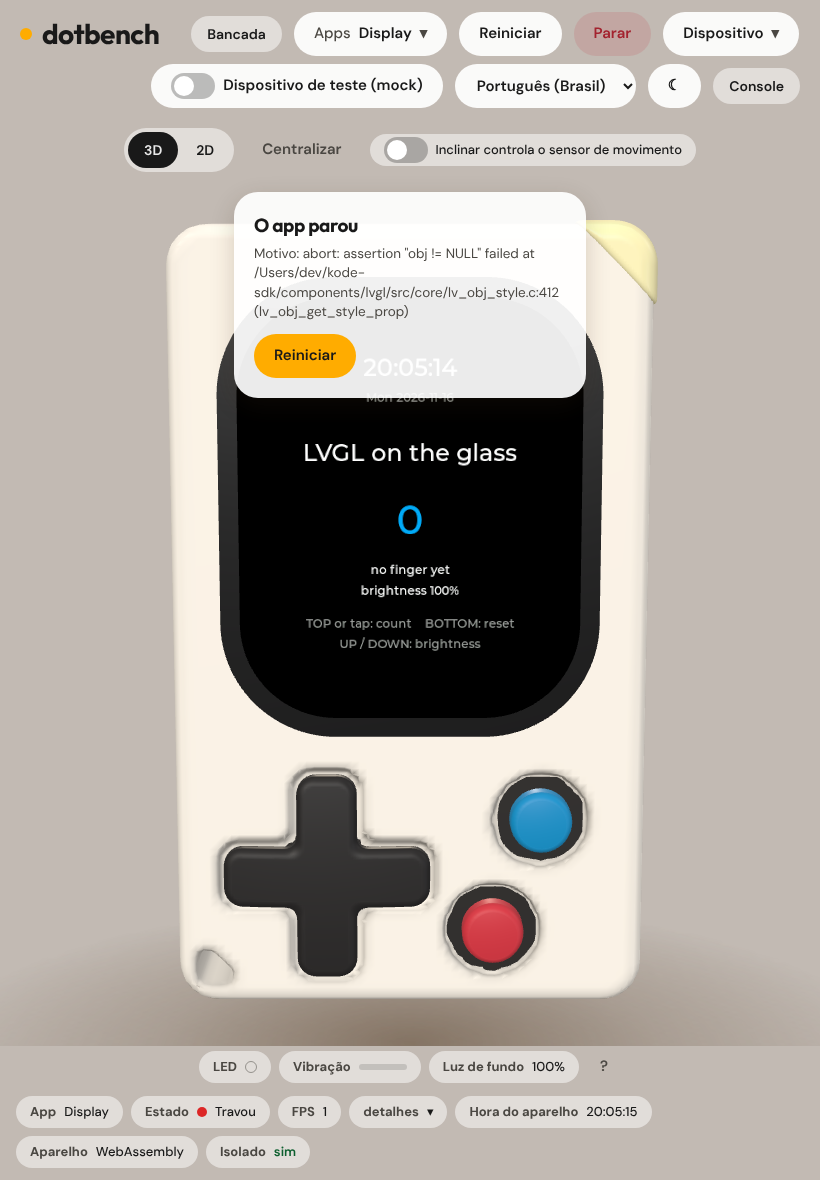 dotbench
Bancada
Apps Display ▾
Reiniciar
Parar
Dispositivo ▾
Dispositivo de teste (mock)
Português (Brasil)
Console
3D
2D
Centralizar
Inclinar controla o sensor de movimento
O app parou
Motivo: abort: assertion "obj != NULL" failed at
/Users/dev/kode-
sdk/components/lvgl/src/core/lv_obj_style.c:412
(lv_obj_get_style_prop)
Reiniciar
20:05:14
Mon 2026-11-16
LVGL on the glass
0
no finger yet
brightness 100%
TOP or tap: count BOTTOM: reset
UP / DOWN: brightness
LED
Vibração
Luz de fundo 100%
?
App Display
Estado Travou
FPS 1
detalhes ▾
Hora do aparelho 20:05:15
Aparelho WebAssembly
Isolado sim